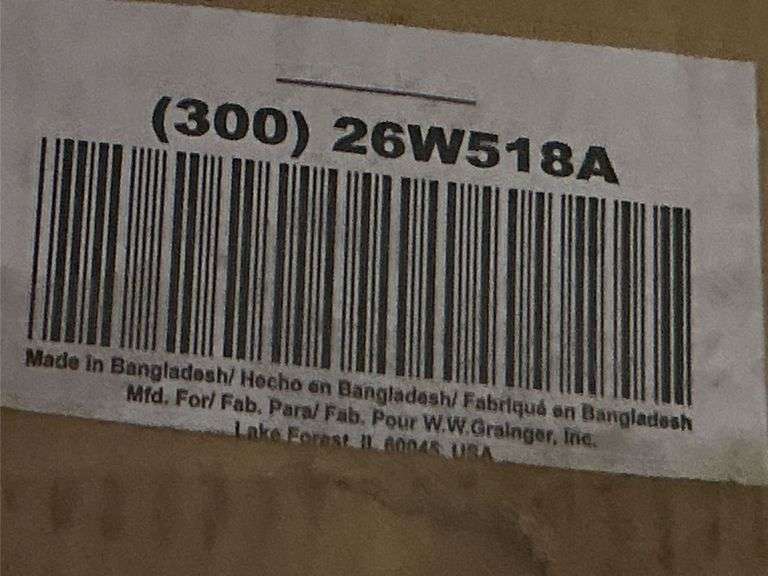 (300) 26W518A
Made in Bangladesh/ Hecho en Bangladesh/ Fabriqué en Bangladesh
Mfd. For/ Fab. Para/ Fab. Pour W.W.Grainger, Inc.
Lake Forest, IL 60045, USA